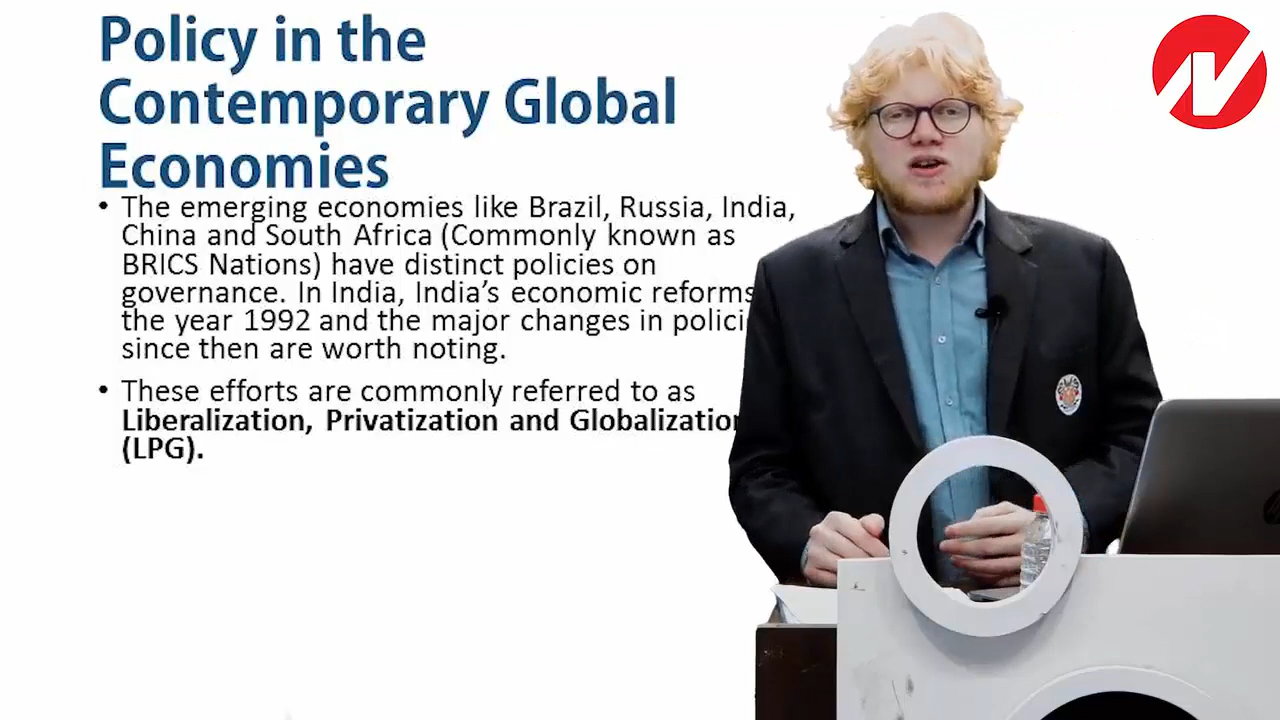 Policy in the
Contemporary Global
Economies
• The emerging economies like Brazil, Russia, India,
China and South Africa (Commonly known as
BRICS Nations) have distinct policies on
governance. In India, India's economic reforms
the year 1992 and the major changes in polici
since then are worth noting.
• These efforts are commonly referred to as
Liberalization, Privatization and Globalization
(LPG).